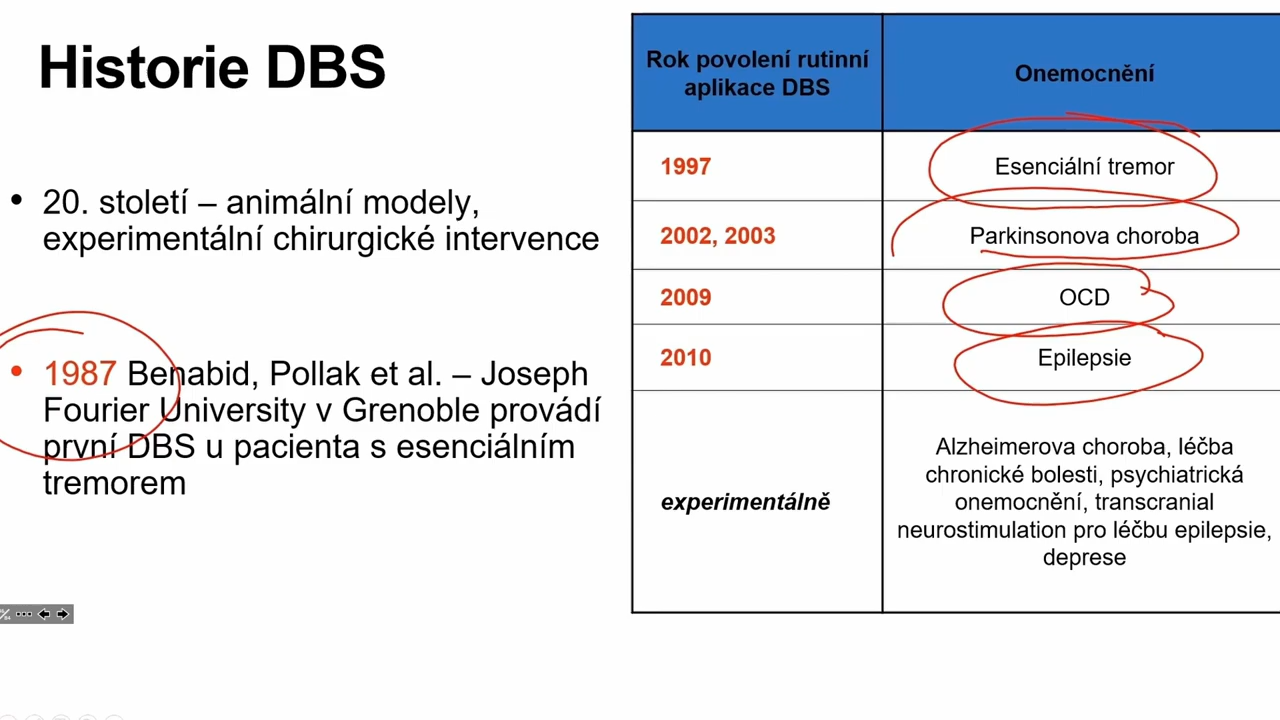 Historie DBS
• 20. století – animální modely,
experimentální chirurgické intervence
• 1987 Benabid, Pollak et al. – Joseph
Fourier University v Grenoble provádí
první DBS u pacienta s esenciálním
tremorem
Rok povolení rutinní
aplikace DBS
Onemocnění
1997
Esenciální tremor
2002, 2003
Parkinsonova choroba
2009
OCD
2010
Epilepsie
experimentálně
Alzheimerova choroba, léčba
chronické bolesti, psychiatrická
onemocnění, transcranial
neurostimulation pro léčbu epilepsie,
deprese